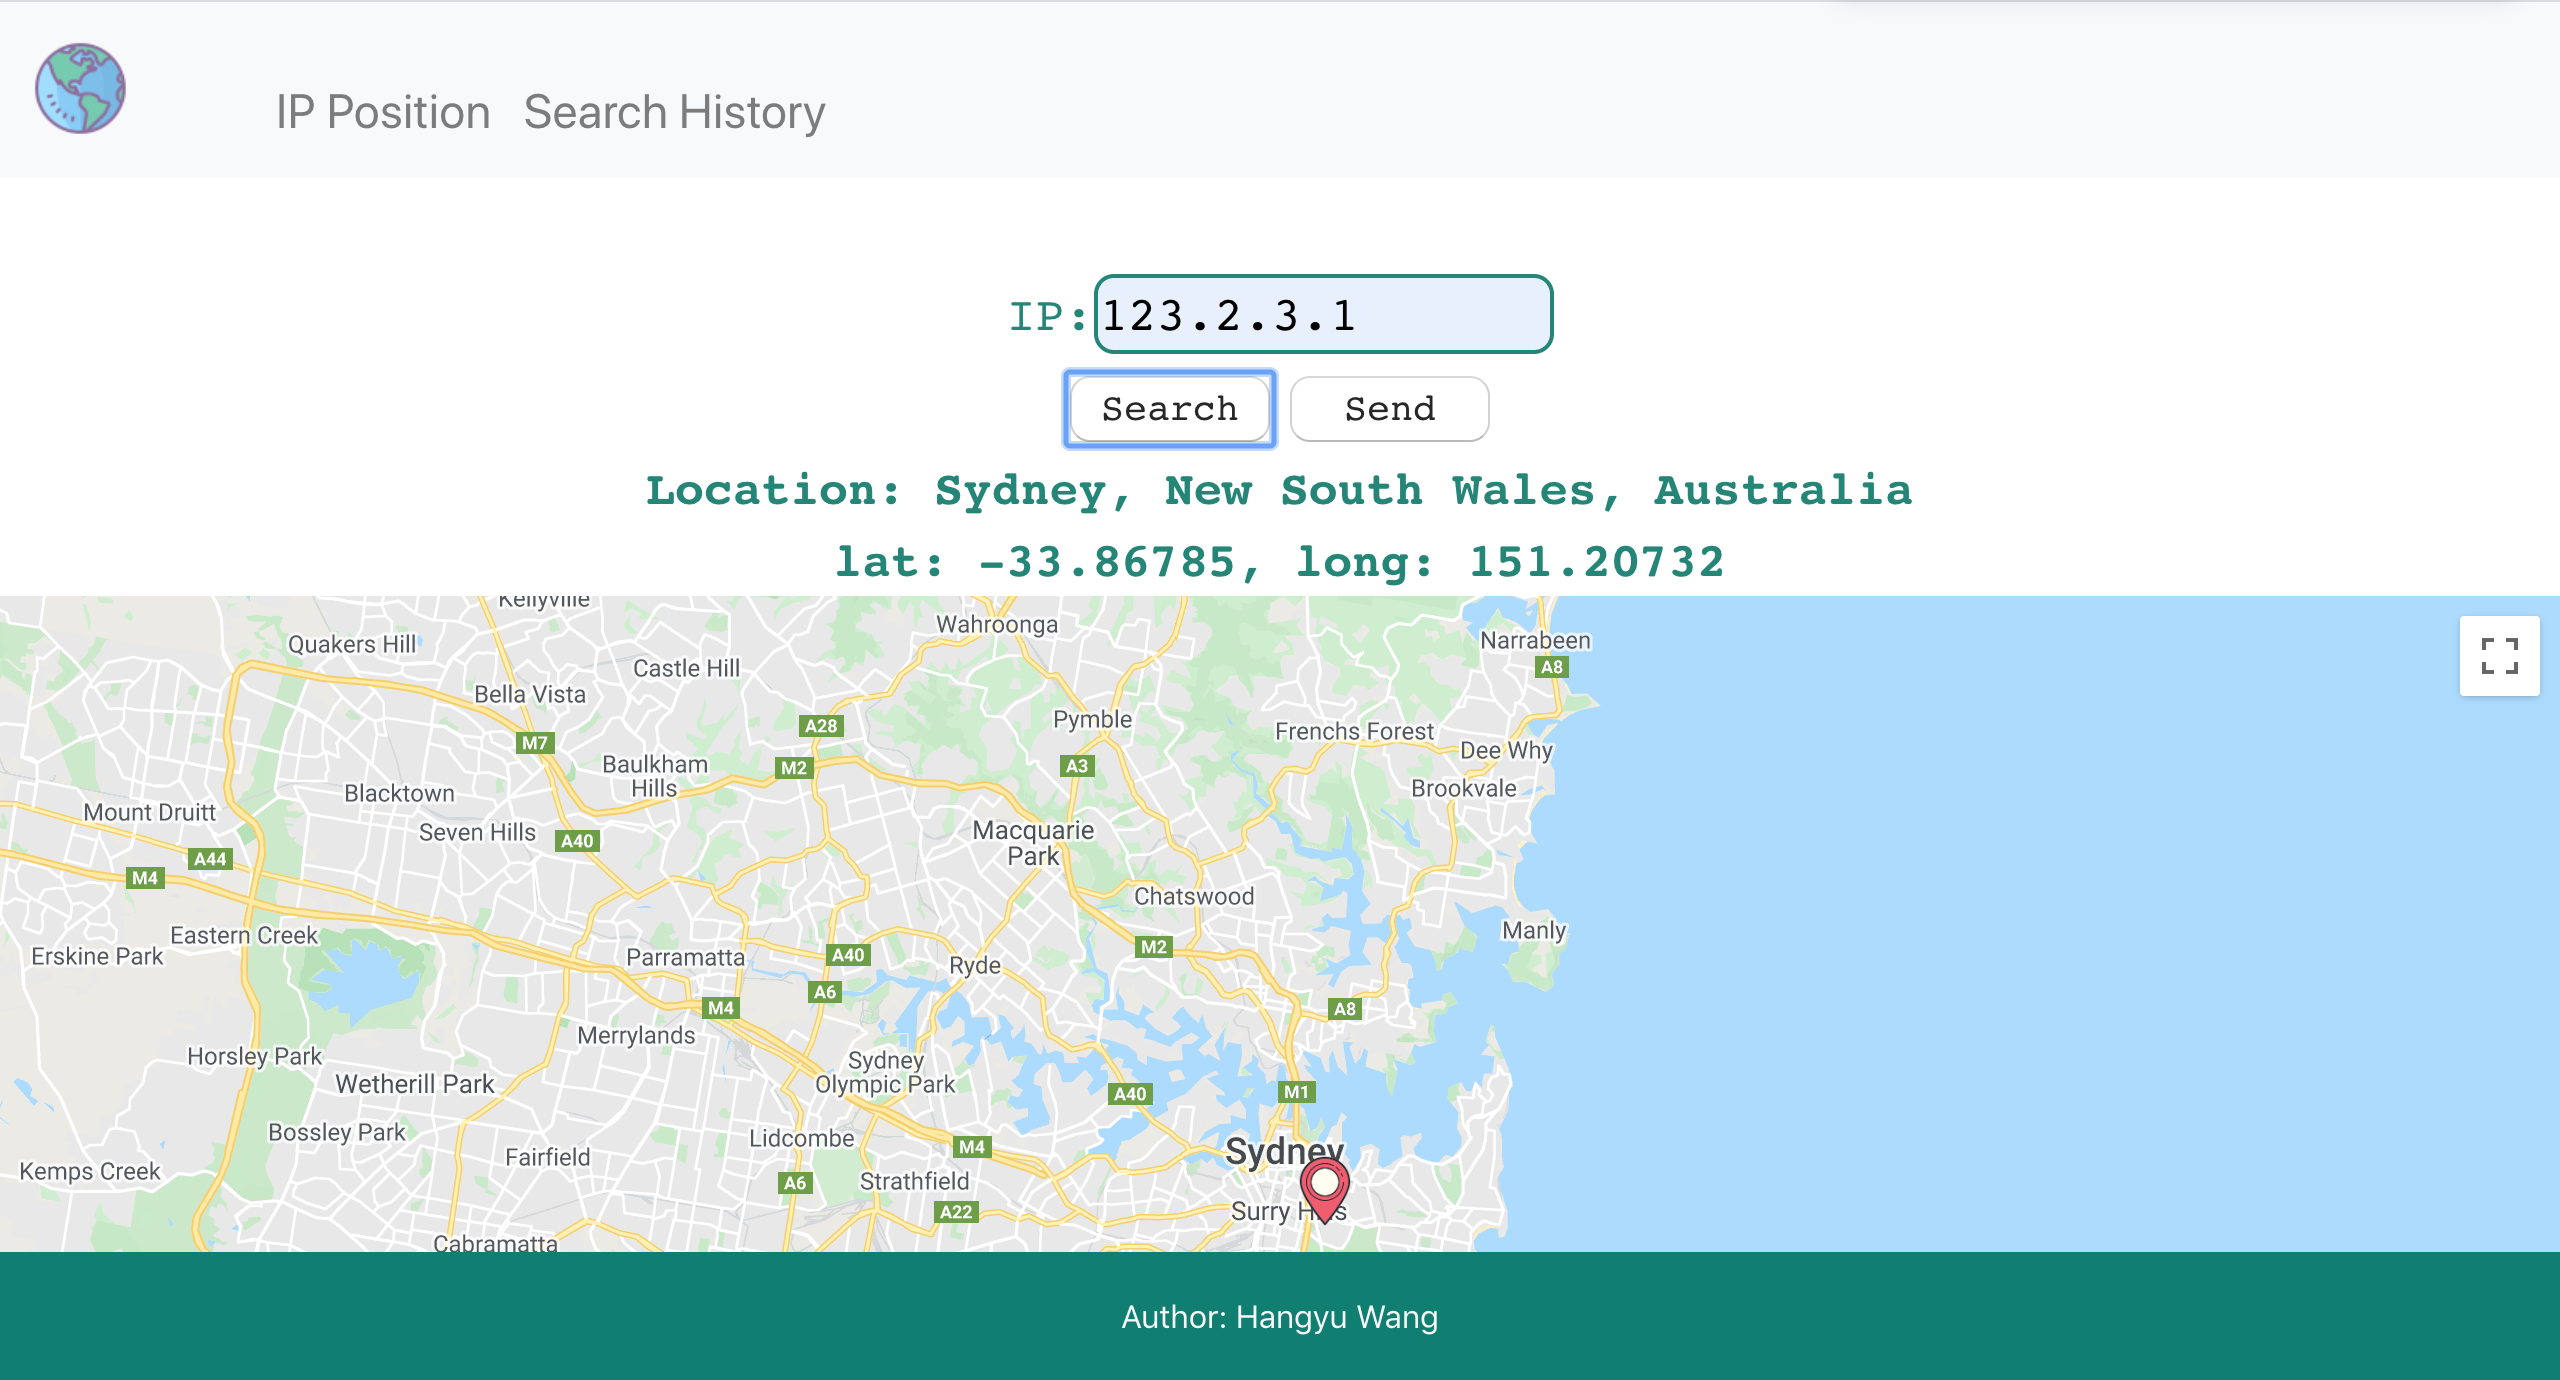 IP Position Search History
IP: 123.2.3.1
Search Send
Location: Sydney, New South Wales, Australia
lat: -33.86785, long: 151.20732
Kellyville
Wahroonga
Narrabeen
Quakers Hill
Castle Hill
A8
Bella Vista
Pymble
A28
Frenchs Forest
M7
Dee Why
Baulkham
Hills
M2
A3
Brookvale
Blacktown
Mount Druitt
Seven Hills
A40
Macquarie
Park
A44
M4
Chatswood
Eastern Creek
Manly
M2
Erskine Park
Parramatta
A40
Ryde
A6
M4
A8
Merrylands
Horsley Park
Sydney
Olympic Park
Wetherill Park
A40
M1
Bossley Park
Lidcombe
M4
Sydney
Fairfield
Kemps Creek
A6
Strathfield
A22
Surry Hills
Cabramatta
Author: Hangyu Wang